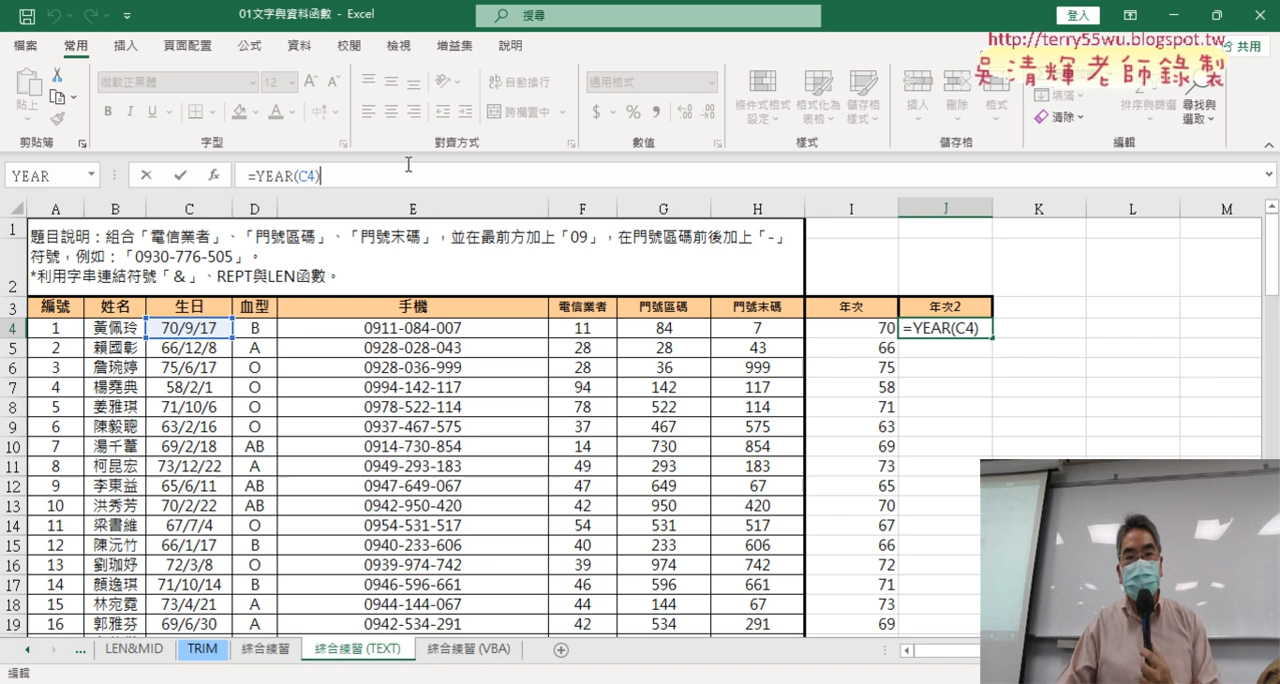 01文字與資料函數 - Excel
搜尋
登入
http://terry55wu.blogspot.tw
吳清輝老師錄製
檔案 常用 插入 頁面配置 公式 資料 校閱 檢視 增益集 說明 共用
貼上
微軟正黑體 12
自動換行
跨欄置中
通用格式
條件式格式設定
格式化為表格
儲存格樣式
插入 刪除 格式
填滿
清除
排序與篩選
尋找與選取
剪貼簿 字型 對齊方式 數值 樣式 儲存格 編輯
YEAR =YEAR(C4)
A B C D E F G H I J K L M
1 題目說明：組合「電信業者」、「門號區碼」、「門號末碼」，並在最前方加上「09」，在門號區碼前後加上「-」
符號，例如：「0930-776-505」。
2 *利用字串連結符號「＆」、REPT與LEN函數。
3 編號 姓名 生日 血型 手機 電信業者 門號區碼 門號末碼 年次 年次2
4 1 黃佩玲 70/9/17 B 0911-084-007 11 84 7 70 =YEAR(C4)
5 2 賴國彰 66/12/8 A 0928-028-043 28 28 43 66
6 3 詹琬婷 75/6/17 O 0928-036-999 28 36 999 75
7 4 楊堯典 58/2/1 O 0994-142-117 94 142 117 58
8 5 姜雅琪 71/10/6 O 0978-522-114 78 522 114 71
9 6 陳毅聰 63/2/16 O 0937-467-575 37 467 575 63
10 7 湯千葦 69/2/18 AB 0914-730-854 14 730 854 69
11 8 柯昆宏 73/12/22 A 0949-293-183 49 293 183 73
12 9 李東益 65/6/11 AB 0947-649-067 47 649 67 65
13 10 洪秀芳 70/2/22 AB 0942-950-420 42 950 420 70
14 11 梁書維 67/7/4 O 0954-531-517 54 531 517 67
15 12 陳沅竹 66/1/17 B 0940-233-606 40 233 606 66
16 13 劉珈妤 72/3/8 O 0939-974-742 39 974 742 72
17 14 顏逸琪 71/10/14 B 0946-596-661 46 596 661 71
18 15 林宛霓 73/4/21 A 0944-144-067 44 144 67 73
19 16 郭雅芬 69/6/30 A 0942-534-291 42 534 291 69
... LEN&MID TRIM 綜合練習 綜合練習 (TEXT) 綜合練習 (VBA)
編輯